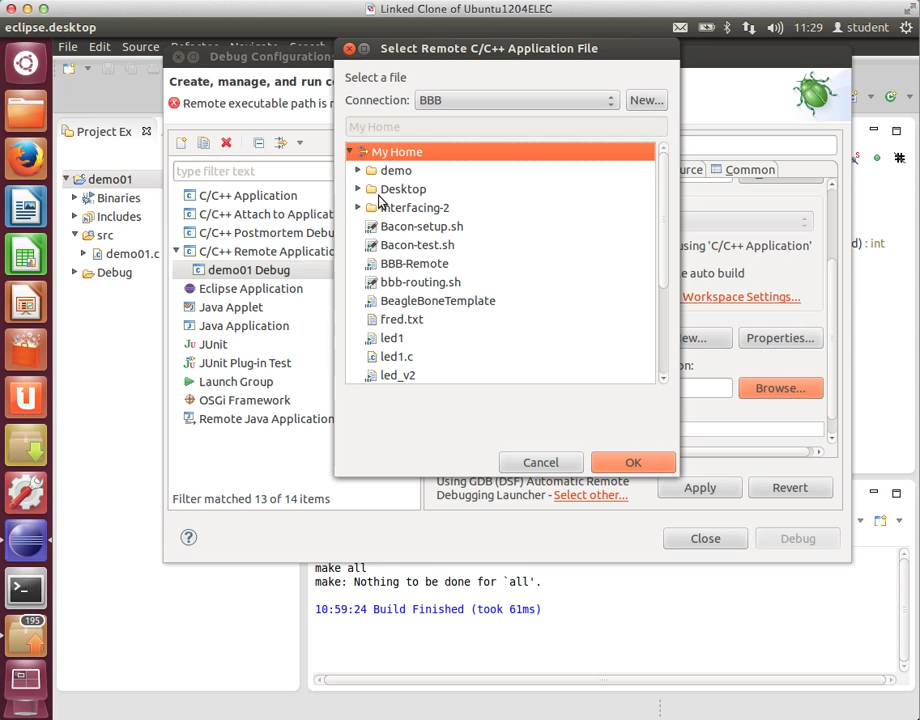 Linked Clone of Ubuntu1204ELEC
eclipse.desktop
11:29
student
File Edit Source
Debug Configurations
Select Remote C/C++ Application File
Create, manage, and run co
Remote executable path is n
Select a file
Connection: BBB New...
My Home
Project Ex
demo01
Binaries
Includes
src
demo01.c
Debug
type filter text
C/C++ Application
C/C++ Attach to Applicat
C/C++ Postmortem Debu
C/C++ Remote Applicatio
demo01 Debug
Eclipse Application
Java Applet
Java Application
JUnit
JUnit Plug-in Test
Launch Group
OSGi Framework
Remote Java Application
Filter matched 13 of 14 items
My Home
demo
Desktop
interfacing-2
Bacon-setup.sh
Bacon-test.sh
BBB-Remote
bbb-routing.sh
BeagleBoneTemplate
fred.txt
led1
led1.c
led_v2
Cancel OK
urce Common
using 'C/C++ Application'
e auto build
Workspace Settings...
ew... Properties...
on:
Browse...
d) : int
Using GDB (DSF) Automatic Remote
Debugging Launcher - Select other...
Apply Revert
Close Debug
make all
make: Nothing to be done for `all'.
10:59:24 Build Finished (took 61ms)
195